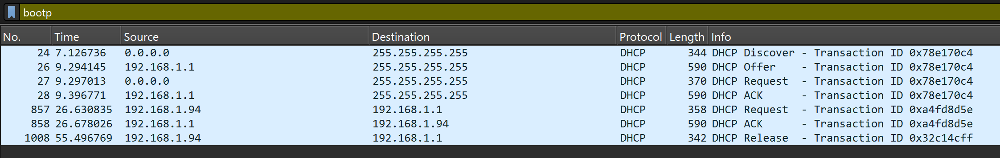 bootp
No. Time Source Destination Protocol Length Info
24 7.126736 0.0.0.0 255.255.255.255 DHCP 344 DHCP Discover - Transaction ID 0x78e170c4
26 9.294145 192.168.1.1 255.255.255.255 DHCP 590 DHCP Offer - Transaction ID 0x78e170c4
27 9.297013 0.0.0.0 255.255.255.255 DHCP 370 DHCP Request - Transaction ID 0x78e170c4
28 9.396771 192.168.1.1 255.255.255.255 DHCP 590 DHCP ACK - Transaction ID 0x78e170c4
857 26.630835 192.168.1.94 192.168.1.1 DHCP 358 DHCP Request - Transaction ID 0xa4fd8d5e
858 26.678026 192.168.1.1 192.168.1.94 DHCP 590 DHCP ACK - Transaction ID 0xa4fd8d5e
1008 55.496769 192.168.1.94 192.168.1.1 DHCP 342 DHCP Release - Transaction ID 0x32c14cff